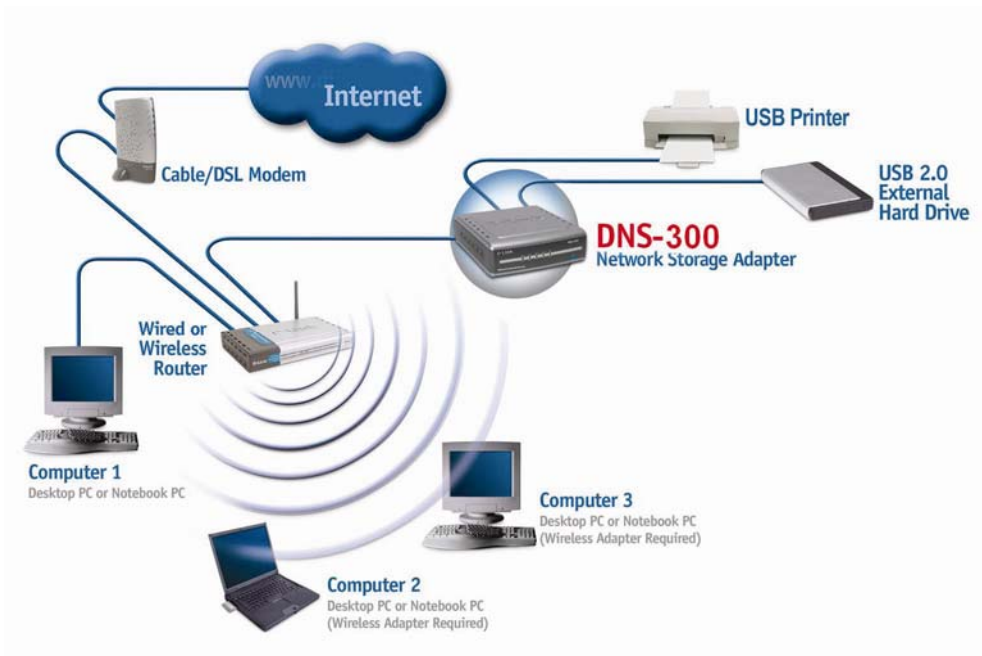 www.
Internet
Cable/DSL Modem
USB Printer
USB 2.0
External
Hard Drive
DNS-300
Network Storage Adapter
Wired or
Wireless
Router
Computer 1
Desktop PC or Notebook PC
Computer 3
Desktop PC or Notebook PC
(Wireless Adapter Required)
Computer 2
Desktop PC or Notebook PC
(Wireless Adapter Required)